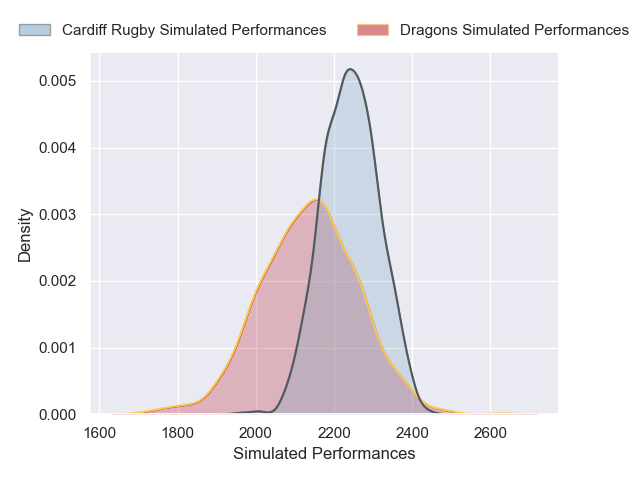 Cardiff Rugby Simulated Performances
Dragons Simulated Performances
0.005
0.004
0.003
0.002
0.001
0.000
Density
1600 1800 2000 2200 2400 2600
Simulated Performances